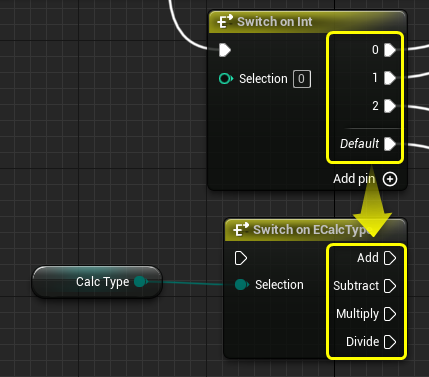 Switch on Int
0
Selection 0
1
2
Default
Add pin
Switch on ECalcType
Add
Calc Type
Selection
Subtract
Multiply
Divide